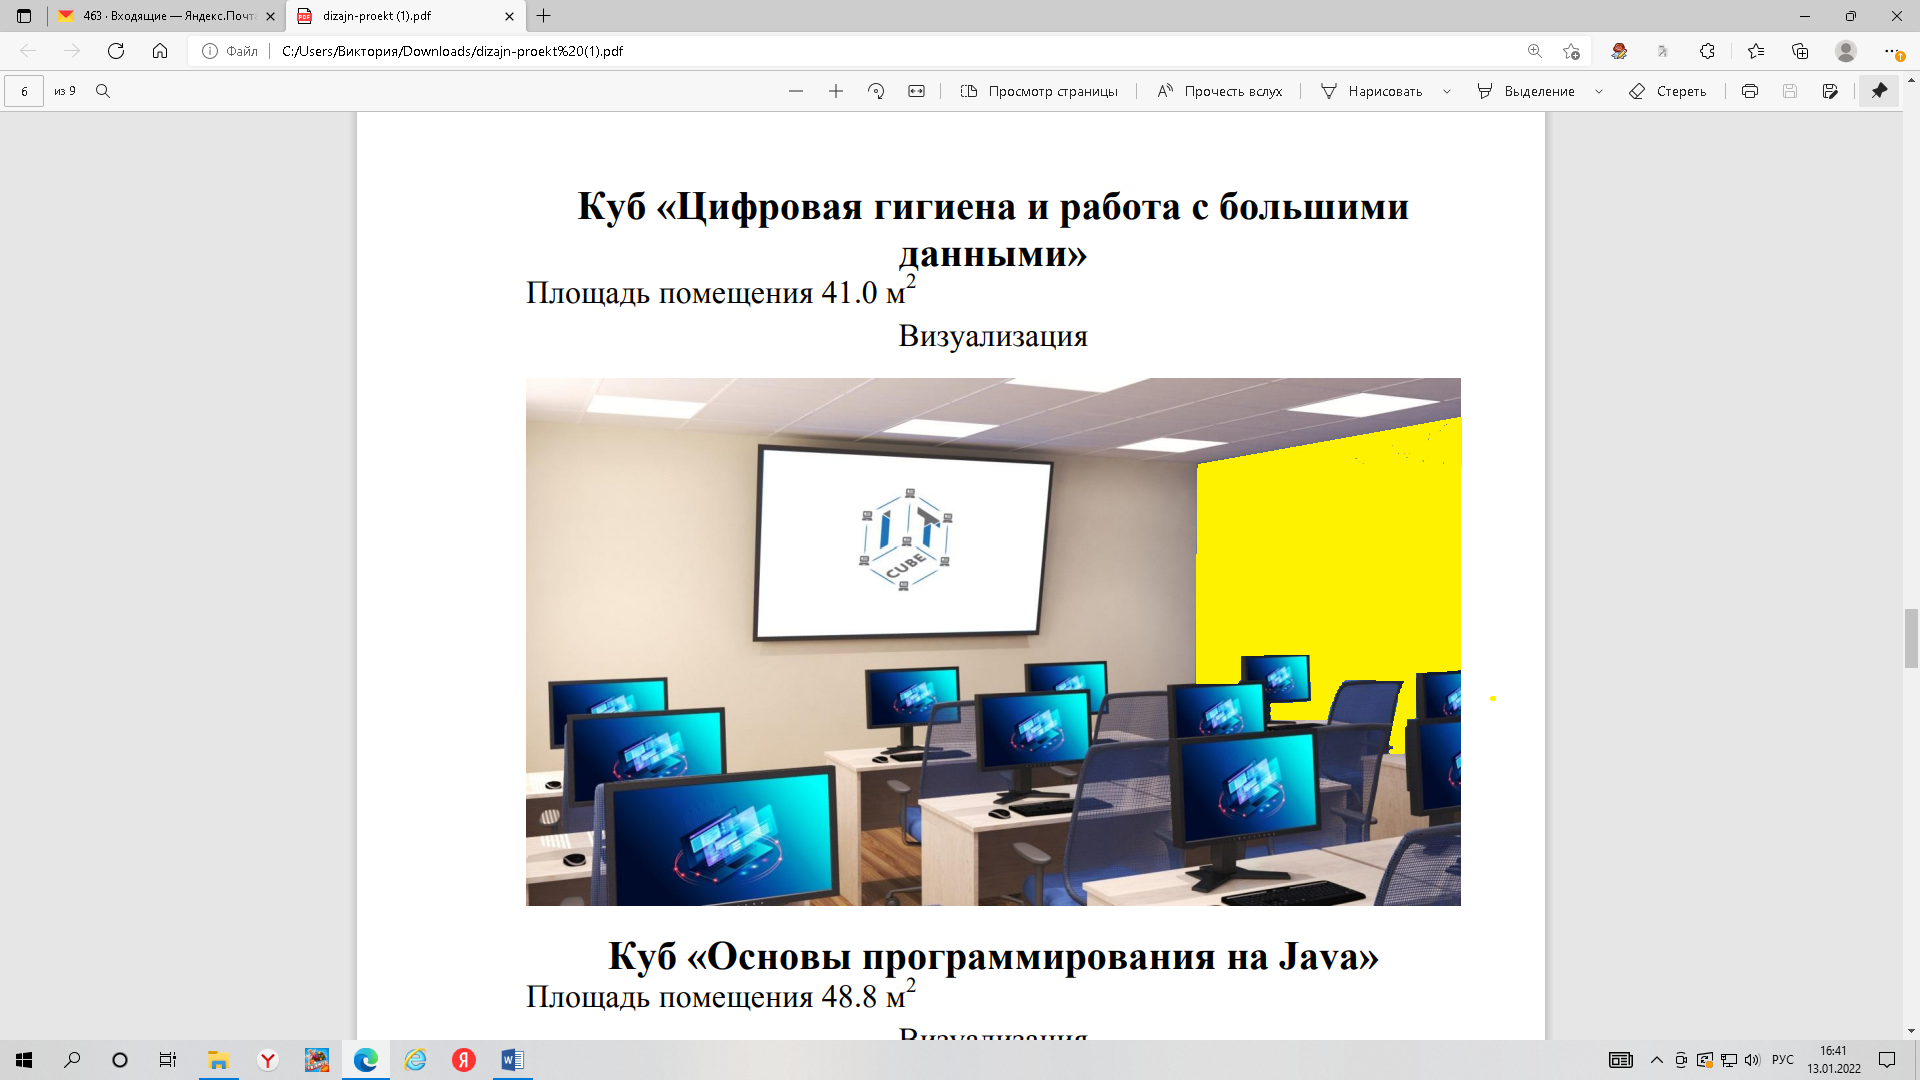 463 · Входящие — Яндекс.Почт
dizajn-proekt (1).pdf
Файл
C:/Users/Виктория/Downloads/dizajn-proekt%20(1).pdf
6 из 9
Просмотр страницы
Прочесть вслух
Нарисовать
Выделение
Стереть
Куб «Цифровая гигиена и работа с большими
данными»
Площадь помещения 41.0 м²
Визуализация
IT
CUBE
Куб «Основы программирования на Java»
Площадь помещения 48.8 м²
Визуализация
РУС
16:41
13.01.2022